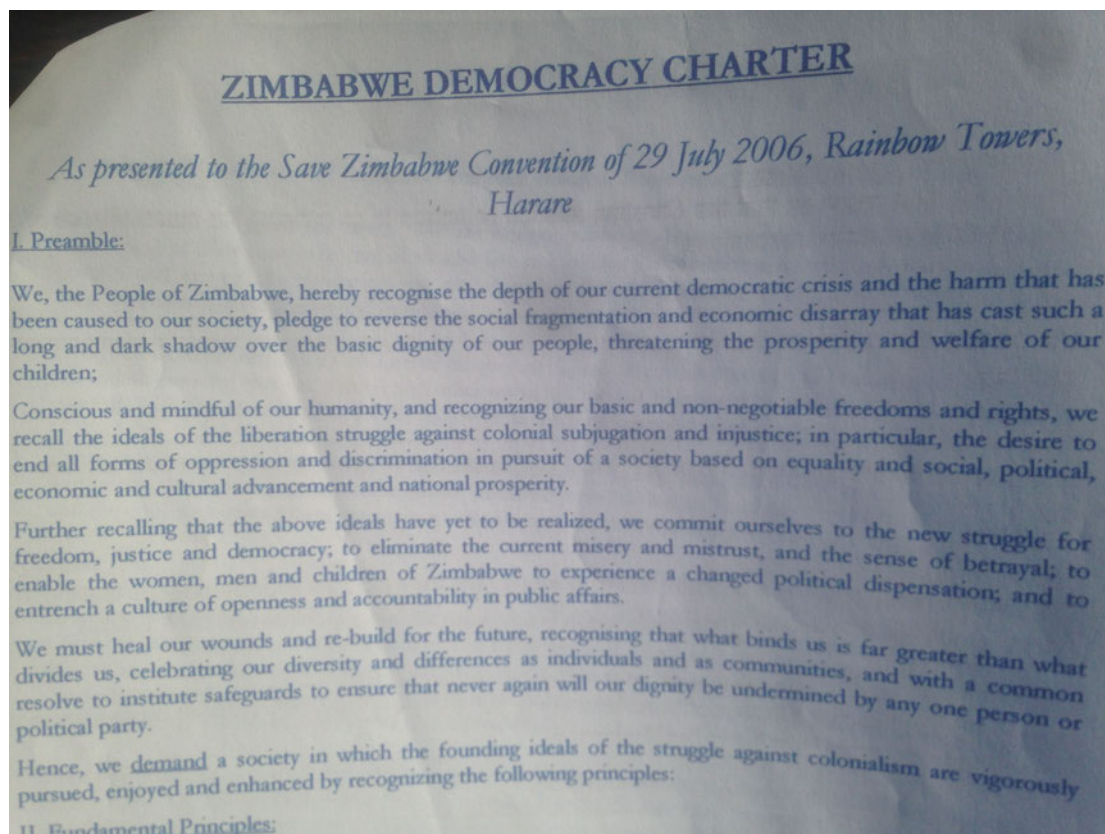 ZIMBABWE DEMOCRACY CHARTER
As presented to the Save Zimbabwe Convention of 29 July 2006, Rainbow Towers,
Harare
I. Preamble:
We, the People of Zimbabwe, hereby recognise the depth of our current democratic crisis and the harm that has
been caused to our society, pledge to reverse the social fragmentation and economic disarray that has cast such a
long and dark shadow over the basic dignity of our people, threatening the prosperity and welfare of our
children;
Conscious and mindful of our humanity, and recognizing our basic and non-negotiable freedoms and rights, we
recall the ideals of the liberation struggle against colonial subjugation and injustice; in particular, the desire to
end all forms of oppression and discrimination in pursuit of a society based on equality and social, political,
economic and cultural advancement and national prosperity.
Further recalling that the above ideals have yet to be realized, we commit ourselves to the new struggle for
freedom, justice and democracy; to eliminate the current misery and mistrust, and the sense of betrayal; to
enable the women, men and children of Zimbabwe to experience a changed political dispensation; and to
entrench a culture of openness and accountability in public affairs.
We must heal our wounds and re-build for the future, recognising that what binds us is far greater than what
divides us, celebrating our diversity and differences as individuals and as communities, and with a common
resolve to institute safeguards to ensure that never again will our dignity be undermined by any one person or
political party.
Hence, we demand a society in which the founding ideals of the struggle against colonialism are vigorously
pursued, enjoyed and enhanced by recognizing the following principles:
II. Fundamental Principles: